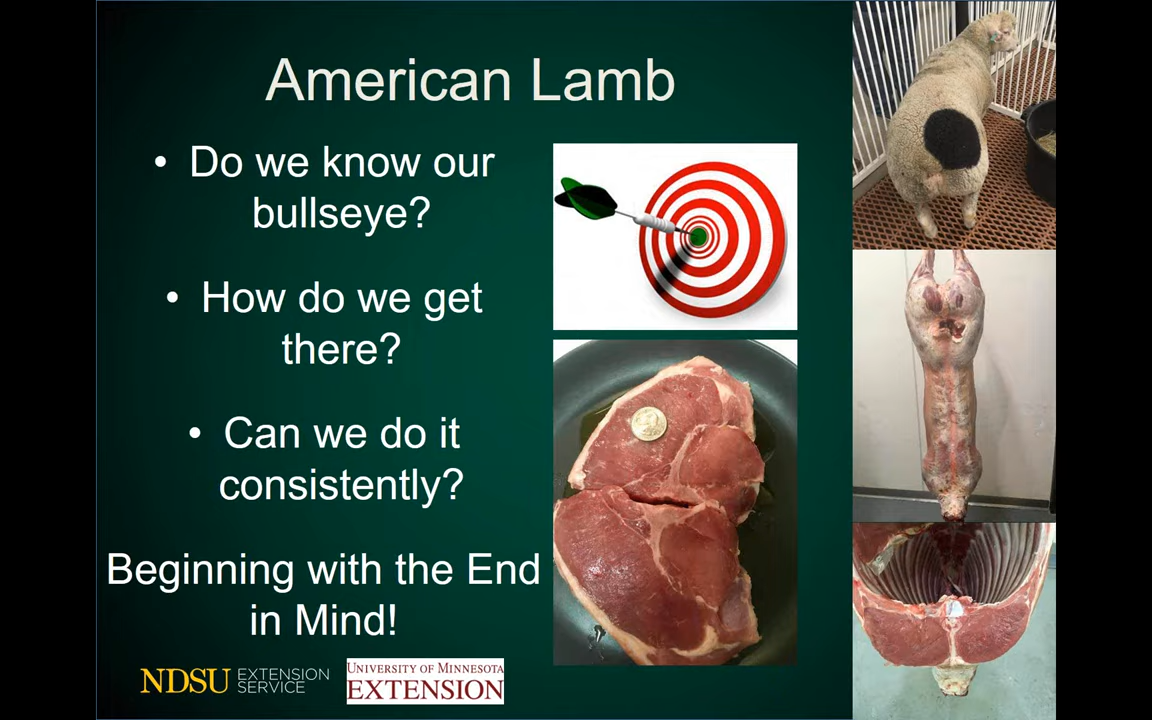 American Lamb
• Do we know our
bullseye?
• How do we get
there?
• Can we do it
consistently?
Beginning with the End
in Mind!
NDSU EXTENSION
SERVICE
UNIVERSITY OF MINNESOTA
EXTENSION